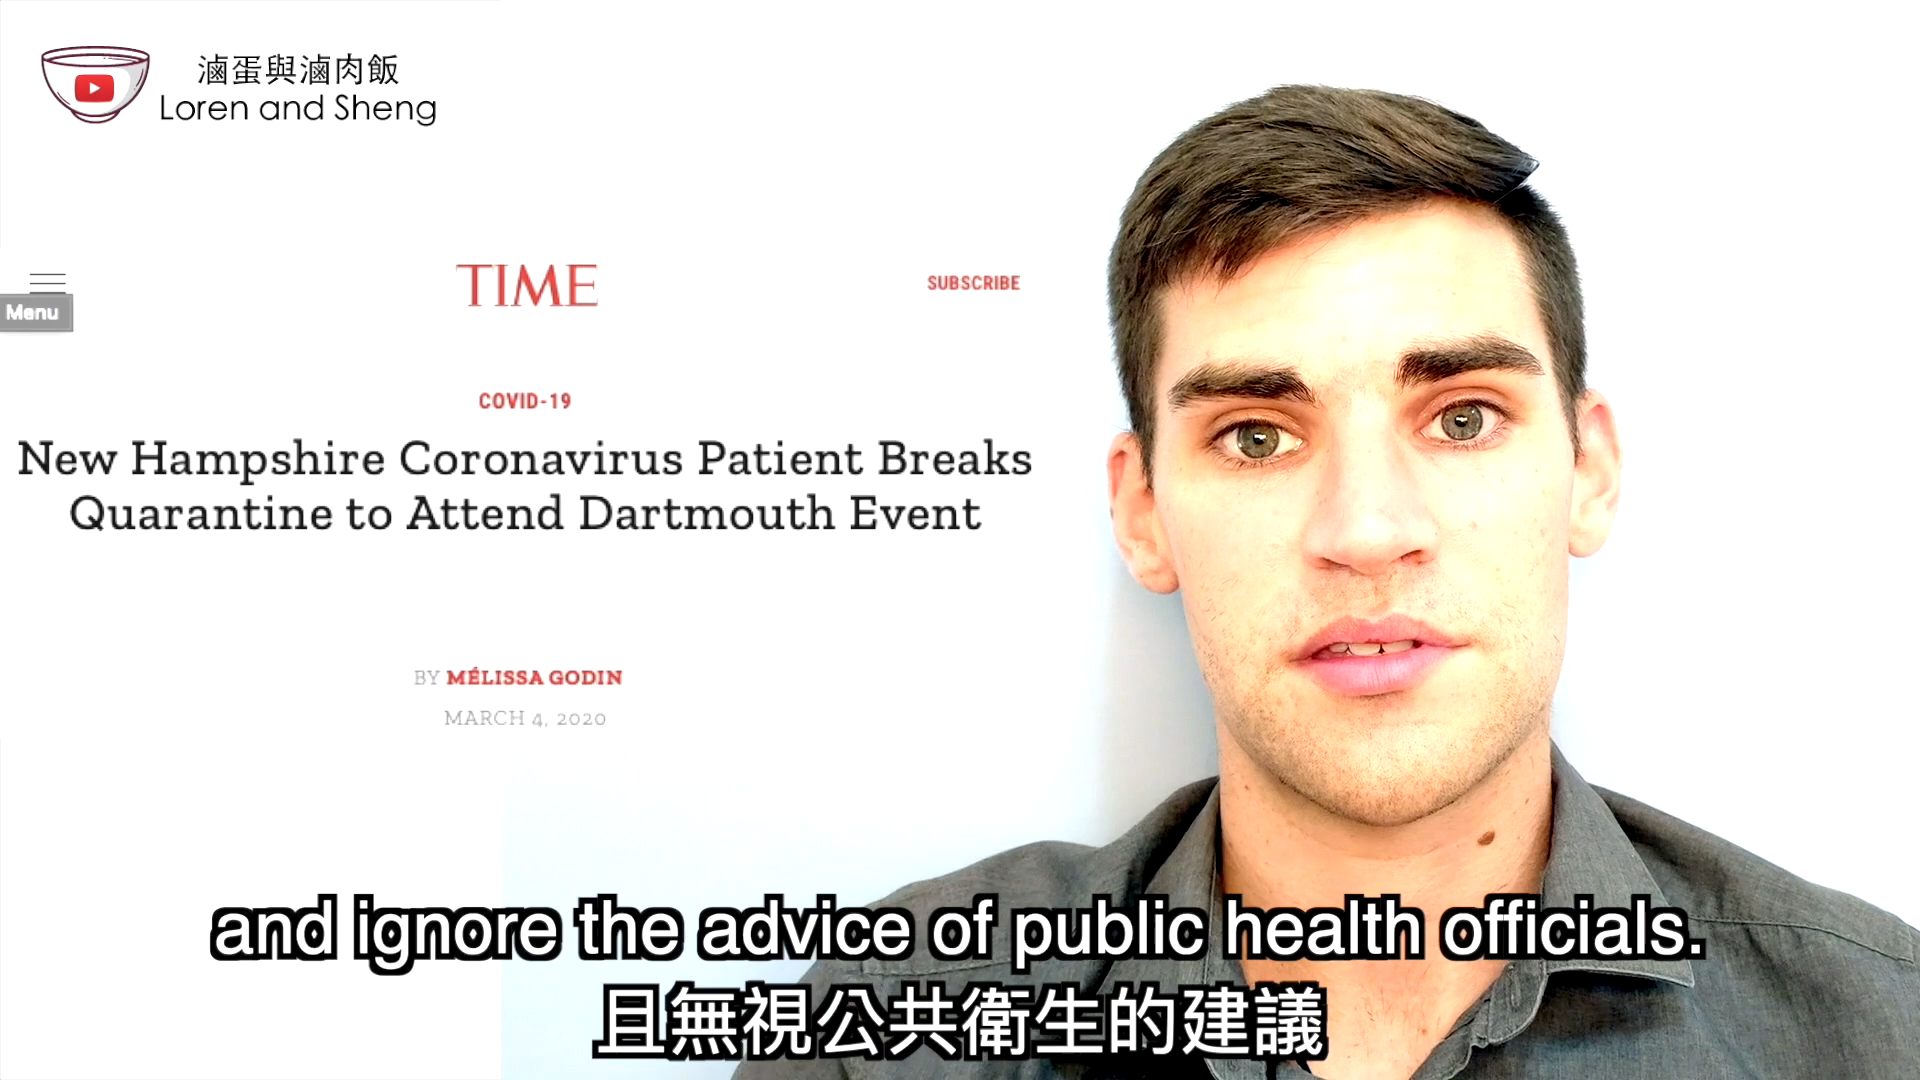 滷蛋與滷肉飯
Loren and Sheng
TIME
SUBSCRIBE
Menu
COVID-19
New Hampshire Coronavirus Patient Breaks
Quarantine to Attend Dartmouth Event
BY MÉLISSA GODIN
MARCH 4, 2020
and ignore the advice of public health officials.
且無視公共衛生的建議